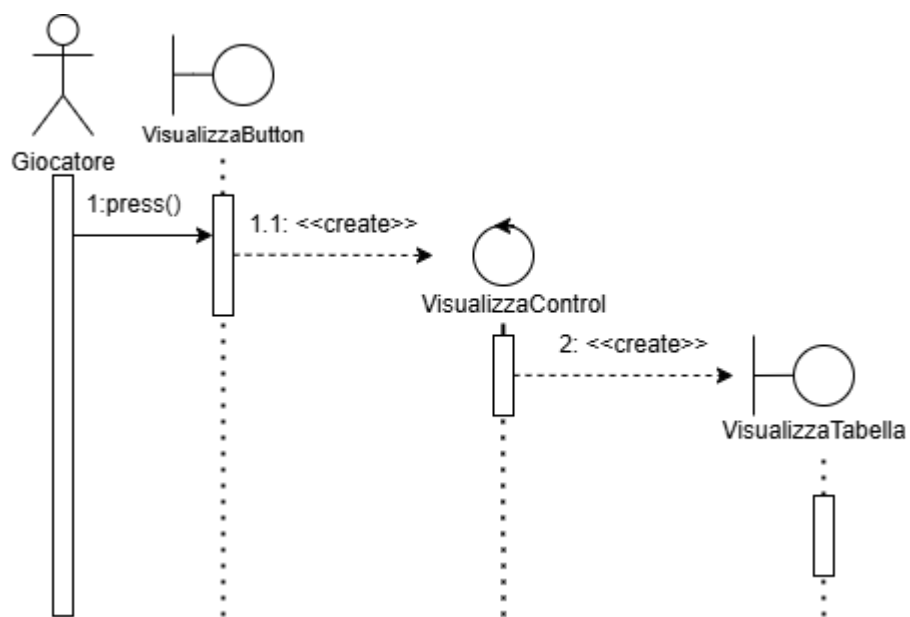 VisualizzaButton
Giocatore
1:press()
1.1: <<create>>
VisualizzaControl
2: <<create>>
VisualizzaTabella